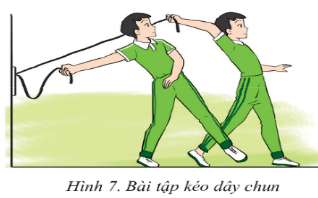 Hình 7. Bài tập kéo dây chun